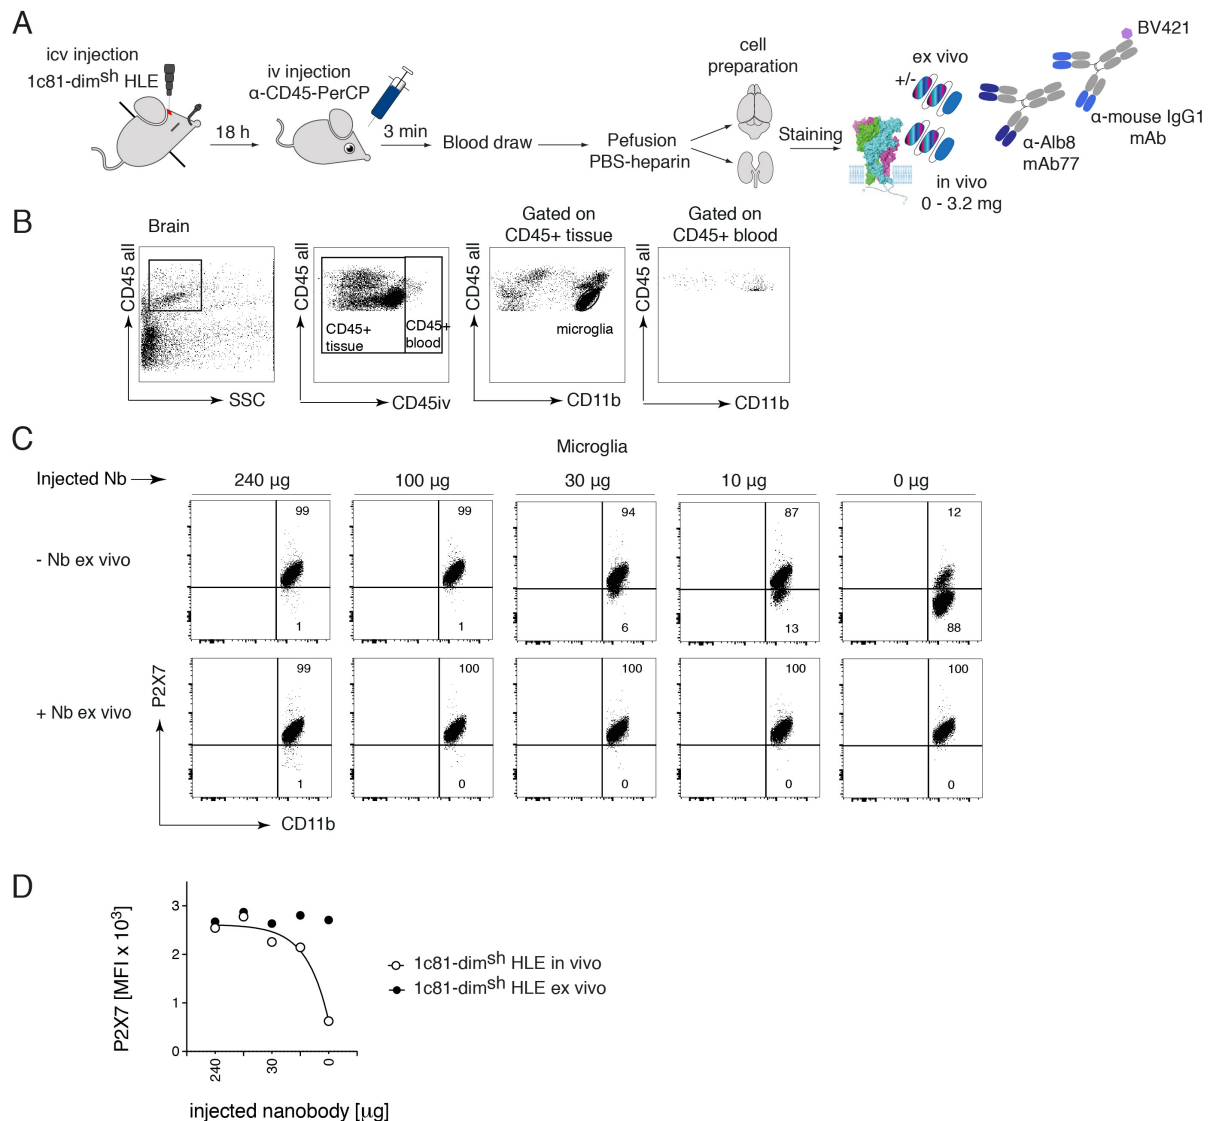 A
icv injection
1c81-dimsh HLE
18 h
iv injection
α-CD45-PerCP
3 min
Blood draw
Pefusion
PBS-heparin
cell
preparation
Staining
ex vivo
+/-
in vivo
0 - 3.2 mg
α-Alb8
mAb77
BV421
α-mouse IgG1
mAb
B
Brain
CD45 all
SSC
CD45 all
CD45+
tissue
CD45+
blood
CD45iv
Gated on
CD45+ tissue
CD45 all
microglia
CD11b
Gated on
CD45+ blood
CD45 all
CD11b
C
Microglia
Injected Nb
240 µg
100 µg
30 µg
10 µg
0 µg
- Nb ex vivo
99
99
94
87
12
1
1
6
13
88
+ Nb ex vivo
99
100
100
100
100
1
0
0
0
0
P2X7
CD11b
D
P2X7 [MFI x 10³]
3
2
1
0
240
30
0
injected nanobody [µg]
1c81-dimsh HLE in vivo
1c81-dimsh HLE ex vivo